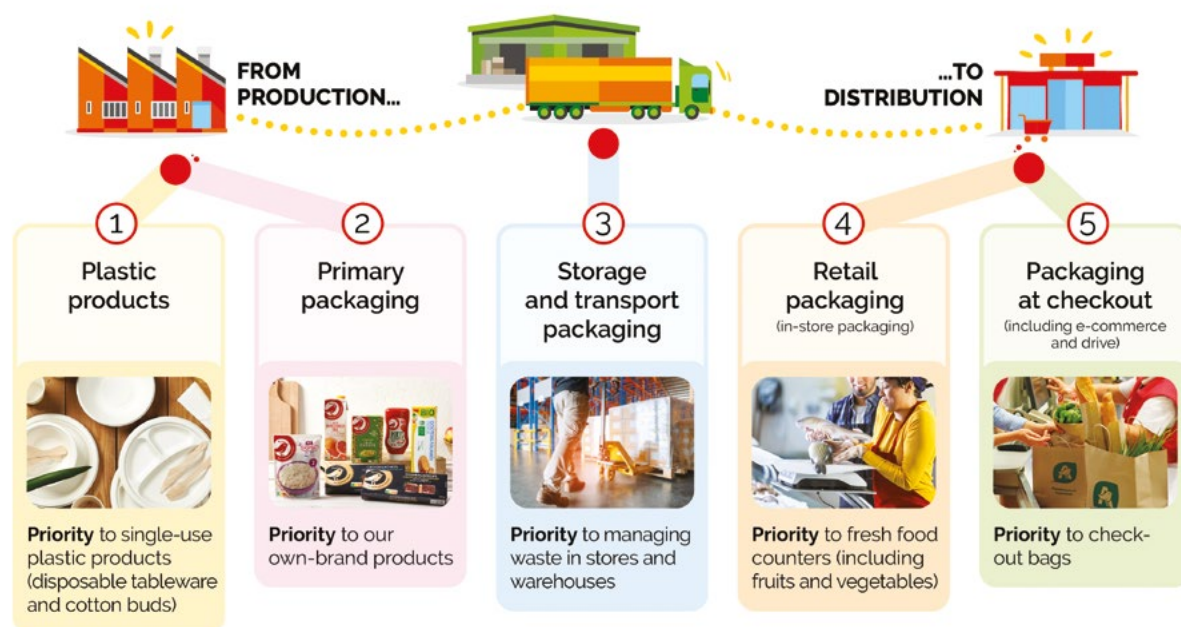 FROM
PRODUCTION...
...TO
DISTRIBUTION
1
Plastic
products
Priority to single-use
plastic products
(disposable tableware
and cotton buds)
2
Primary
packaging
Priority to our
own-brand products
3
Storage
and transport
packaging
Priority to managing
waste in stores and
warehouses
4
Retail
packaging
(in-store packaging)
Priority to fresh food
counters (including
fruits and vegetables)
5
Packaging
at checkout
(including e-commerce
and drive)
Priority to check-
out bags